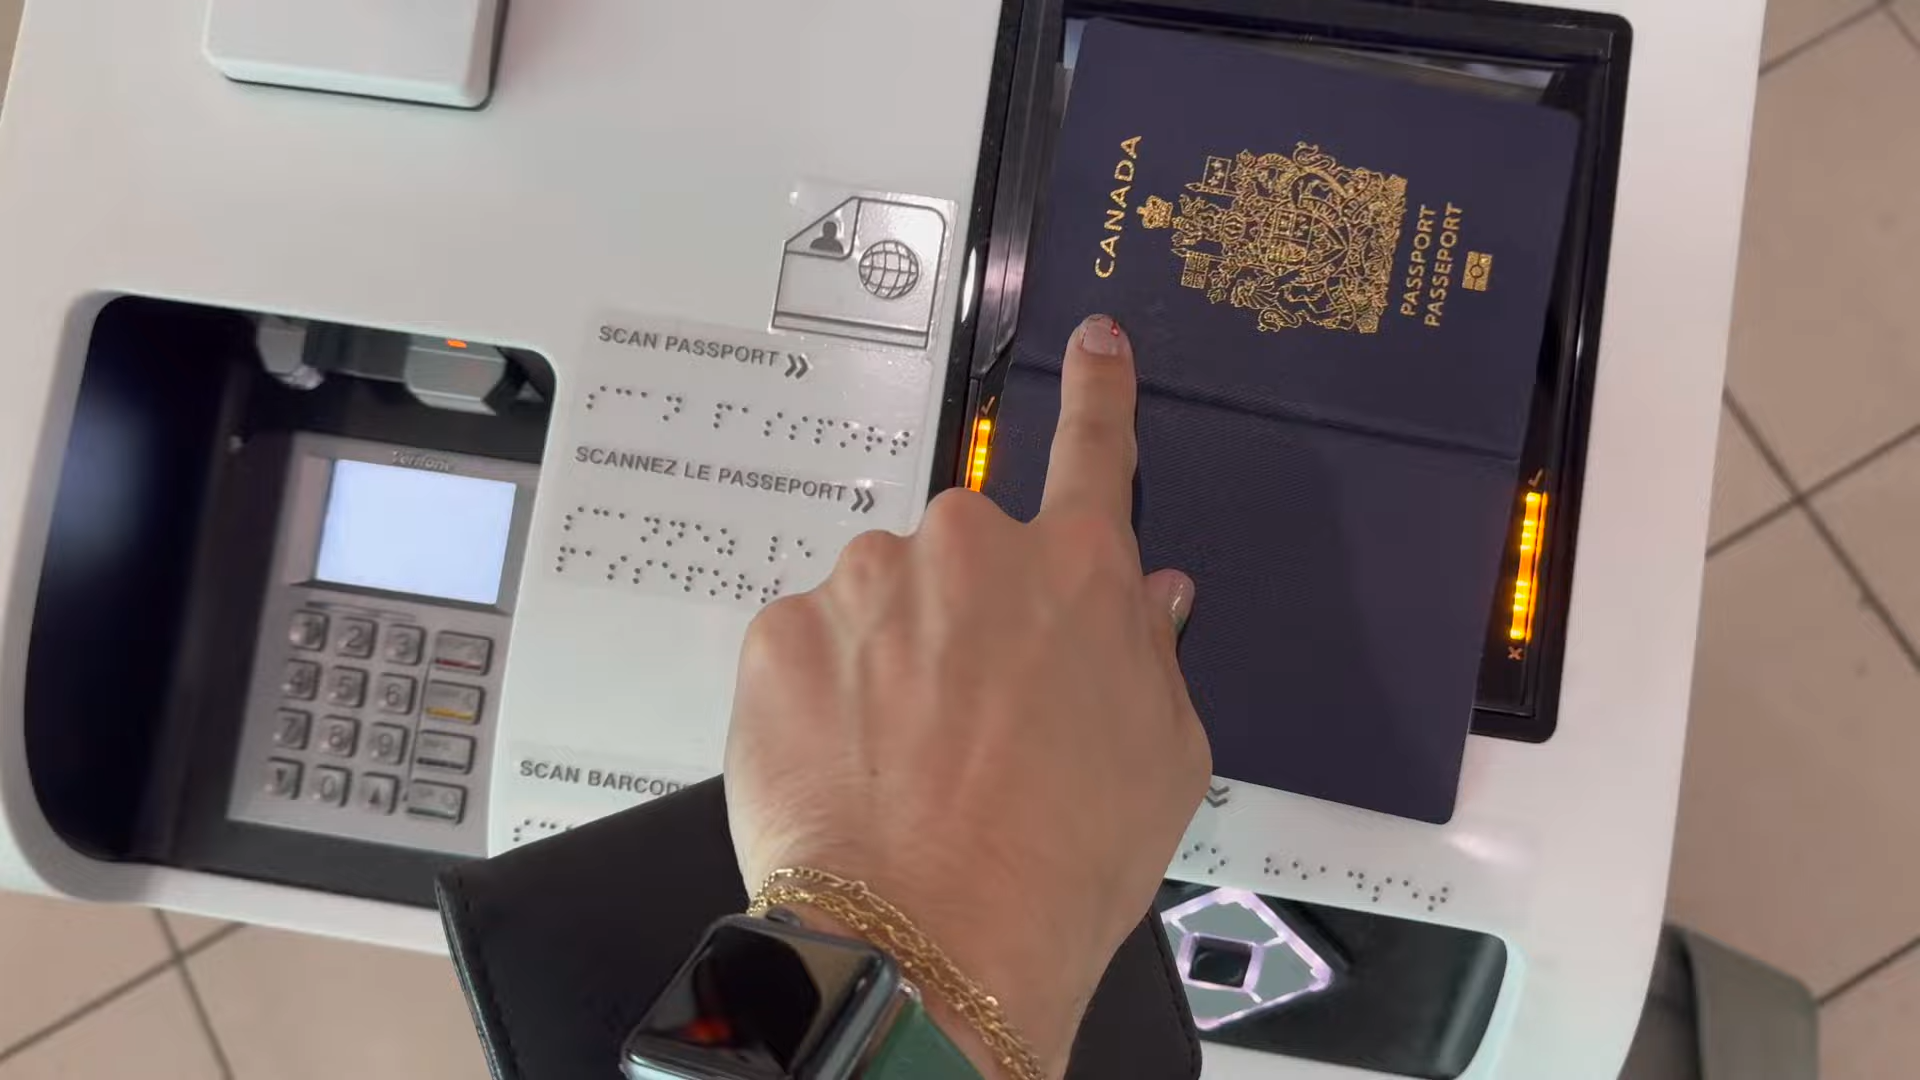 SCAN PASSPORT »
SCANNEZ LE PASSEPORT »
SCAN BARCODE
CANADA
PASSPORT
PASSEPORT
Verifone
1 2 3
4 5 6
7 8 9
0